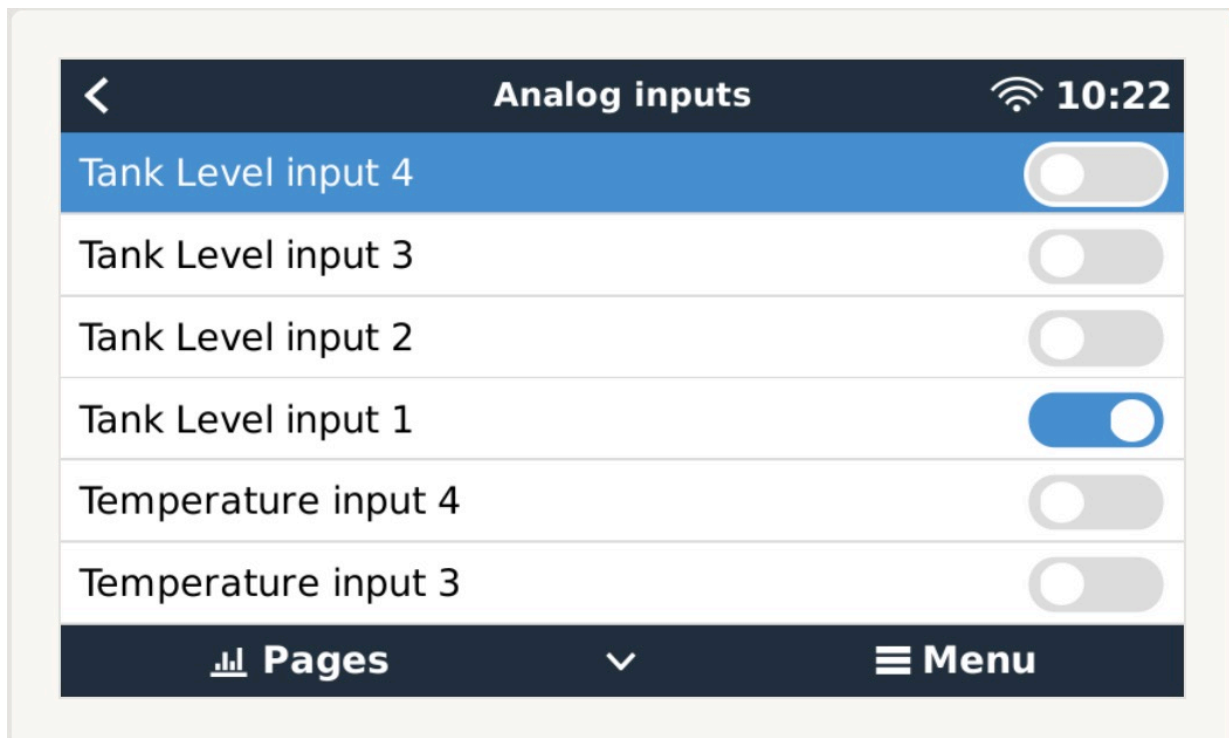 Analog inputs 10:22
Tank Level input 4
Tank Level input 3
Tank Level input 2
Tank Level input 1
Temperature input 4
Temperature input 3
Pages Menu